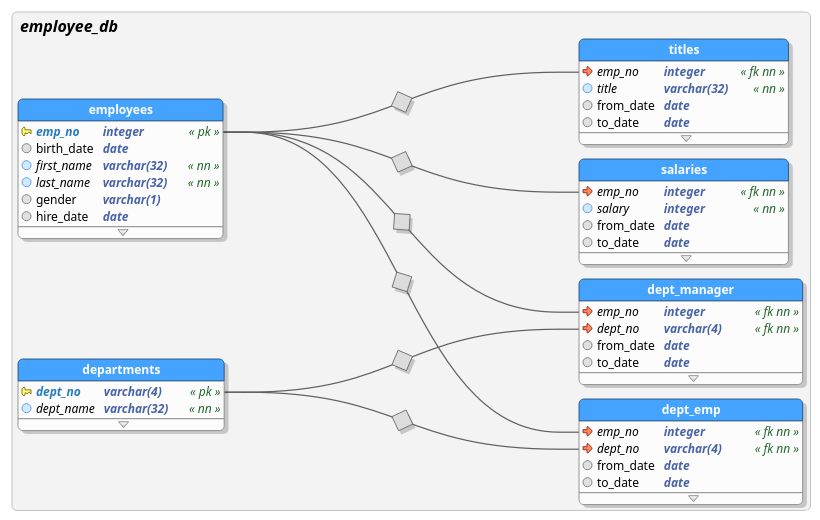 employee_db
employees
emp_no integer « pk »
birth_date date
first_name varchar(32) « nn »
last_name varchar(32) « nn »
gender varchar(1)
hire_date date
departments
dept_no varchar(4) « pk »
dept_name varchar(32) « nn »
titles
emp_no integer « fk nn »
title varchar(32) « nn »
from_date date
to_date date
salaries
emp_no integer « fk nn »
salary integer « nn »
from_date date
to_date date
dept_manager
emp_no integer « fk nn »
dept_no varchar(4) « fk nn »
from_date date
to_date date
dept_emp
emp_no integer « fk nn »
dept_no varchar(4) « fk nn »
from_date date
to_date date